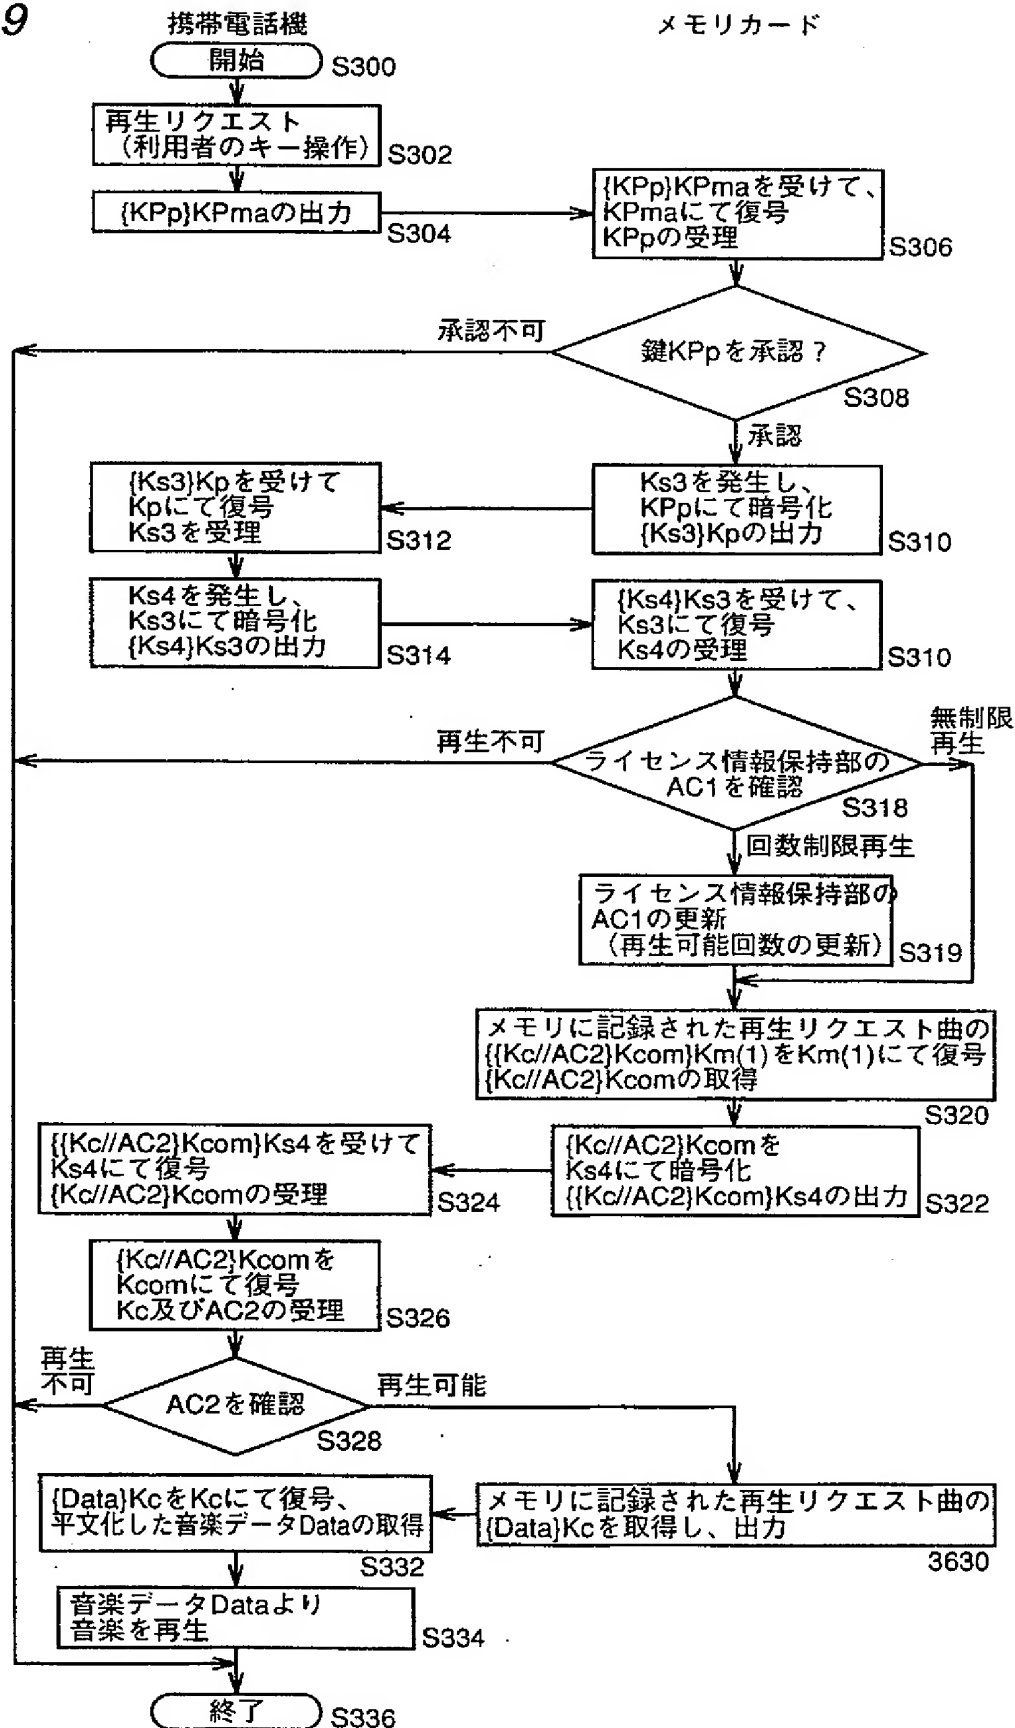 9
携帯電話機
メモリカード
開始
S300
再生リクエスト
（利用者のキー操作）
S302
{KPp}KPmaの出力
S304
{KPp}KPmaを受けて、
KPmaにて復号
KPpの受理
S306
承認不可
鍵KPpを承認？
S308
承認
{Ks3}Kpを受けて
Kpにて復号
Ks3を受理
S312
Ks3を発生し、
KPpにて暗号化
{Ks3}Kpの出力
S310
Ks4を発生し、
Ks3にて暗号化
{Ks4}Ks3の出力
S314
{Ks4}Ks3を受けて、
Ks3にて復号
Ks4の受理
S310
再生不可
ライセンス情報保持部の
AC1を確認
S318
無制限
再生
回数制限再生
ライセンス情報保持部の
AC1の更新
（再生可能回数の更新）
S319
メモリに記録された再生リクエスト曲の
{{Kc//AC2}Kcom}Km(1)をKm(1)にて復号
{Kc//AC2}Kcomの取得
S320
{{Kc//AC2}Kcom}Ks4を受けて
Ks4にて復号
{Kc//AC2}Kcomの受理
S324
{Kc//AC2}Kcomを
Ks4にて暗号化
{{Kc//AC2}Kcom}Ks4の出力
S322
{Kc//AC2}Kcomを
Kcomにて復号
Kc及びAC2の受理
S326
再生
不可
AC2を確認
再生可能
S328
{Data}KcをKcにて復号、
平文化した音楽データDataの取得
S332
メモリに記録された再生リクエスト曲の
{Data}Kcを取得し、出力
3630
音楽データDataより
音楽を再生
S334
終了
S336